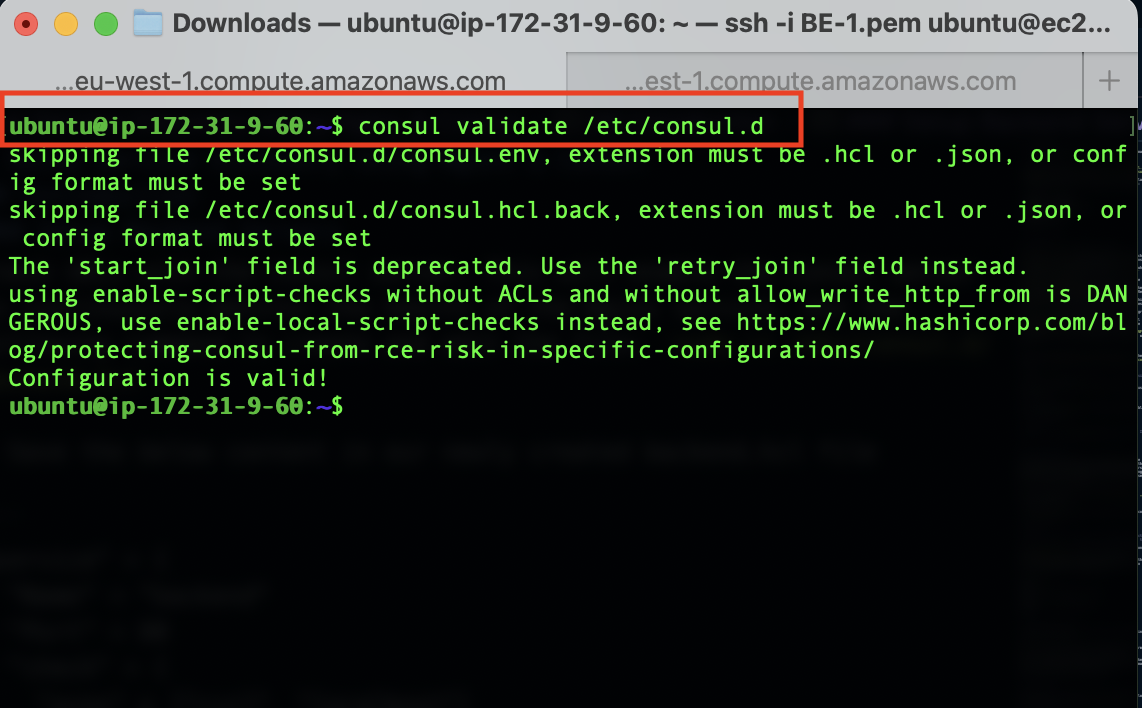 Downloads — ubuntu@ip-172-31-9-60: ~ — ssh -i BE-1.pem ubuntu@ec2...
...eu-west-1.compute.amazonaws.com
...est-1.compute.amazonaws.com
ubuntu@ip-172-31-9-60:~$ consul validate /etc/consul.d
skipping file /etc/consul.d/consul.env, extension must be .hcl or .json, or conf
ig format must be set
skipping file /etc/consul.d/consul.hcl.back, extension must be .hcl or .json, or
 config format must be set
The 'start_join' field is deprecated. Use the 'retry_join' field instead.
using enable-script-checks without ACLs and without allow_write_http_from is DAN
GEROUS, use enable-local-script-checks instead, see https://www.hashicorp.com/bl
og/protecting-consul-from-rce-risk-in-specific-configurations/
Configuration is valid!
ubuntu@ip-172-31-9-60:~$